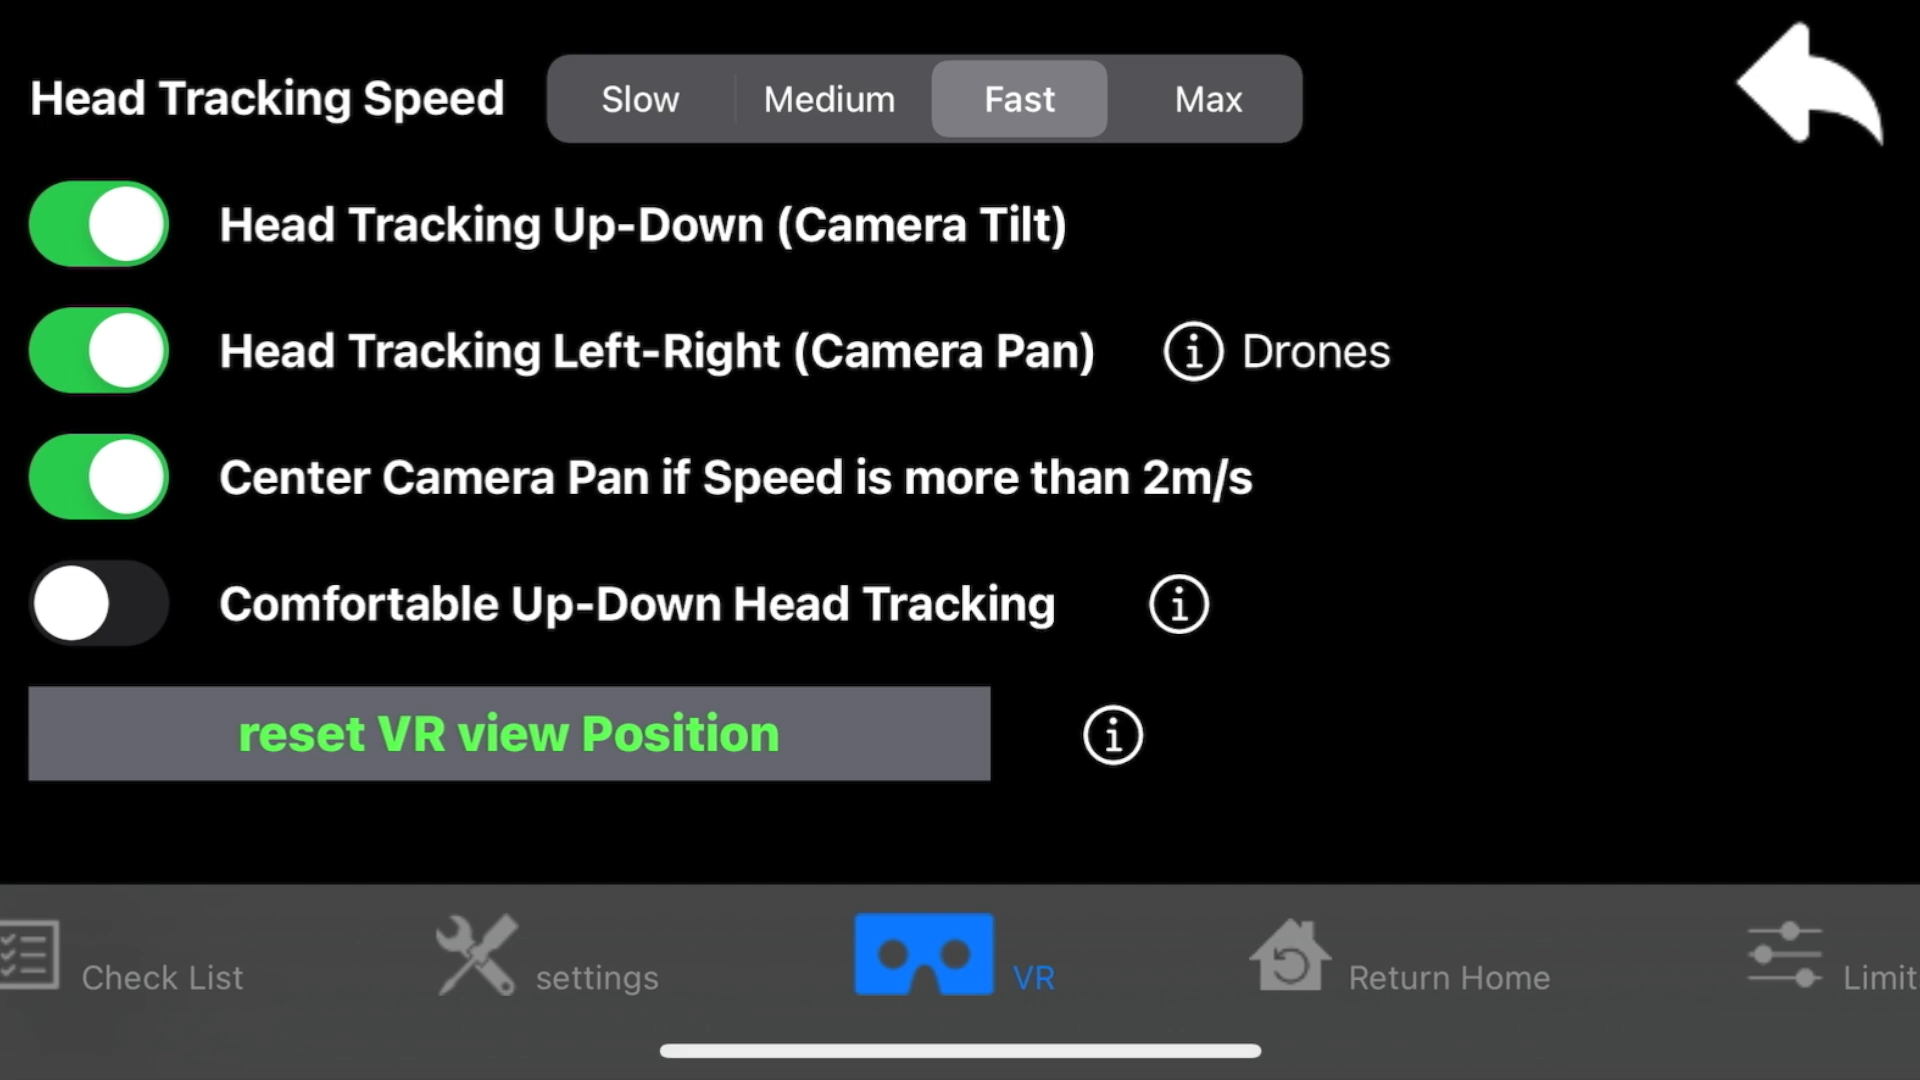 Head Tracking Speed Slow Medium Fast Max
Head Tracking Up-Down (Camera Tilt)
Head Tracking Left-Right (Camera Pan) i Drones
Center Camera Pan if Speed is more than 2m/s
Comfortable Up-Down Head Tracking i
reset VR view Position i
Check List settings VR Return Home Limit